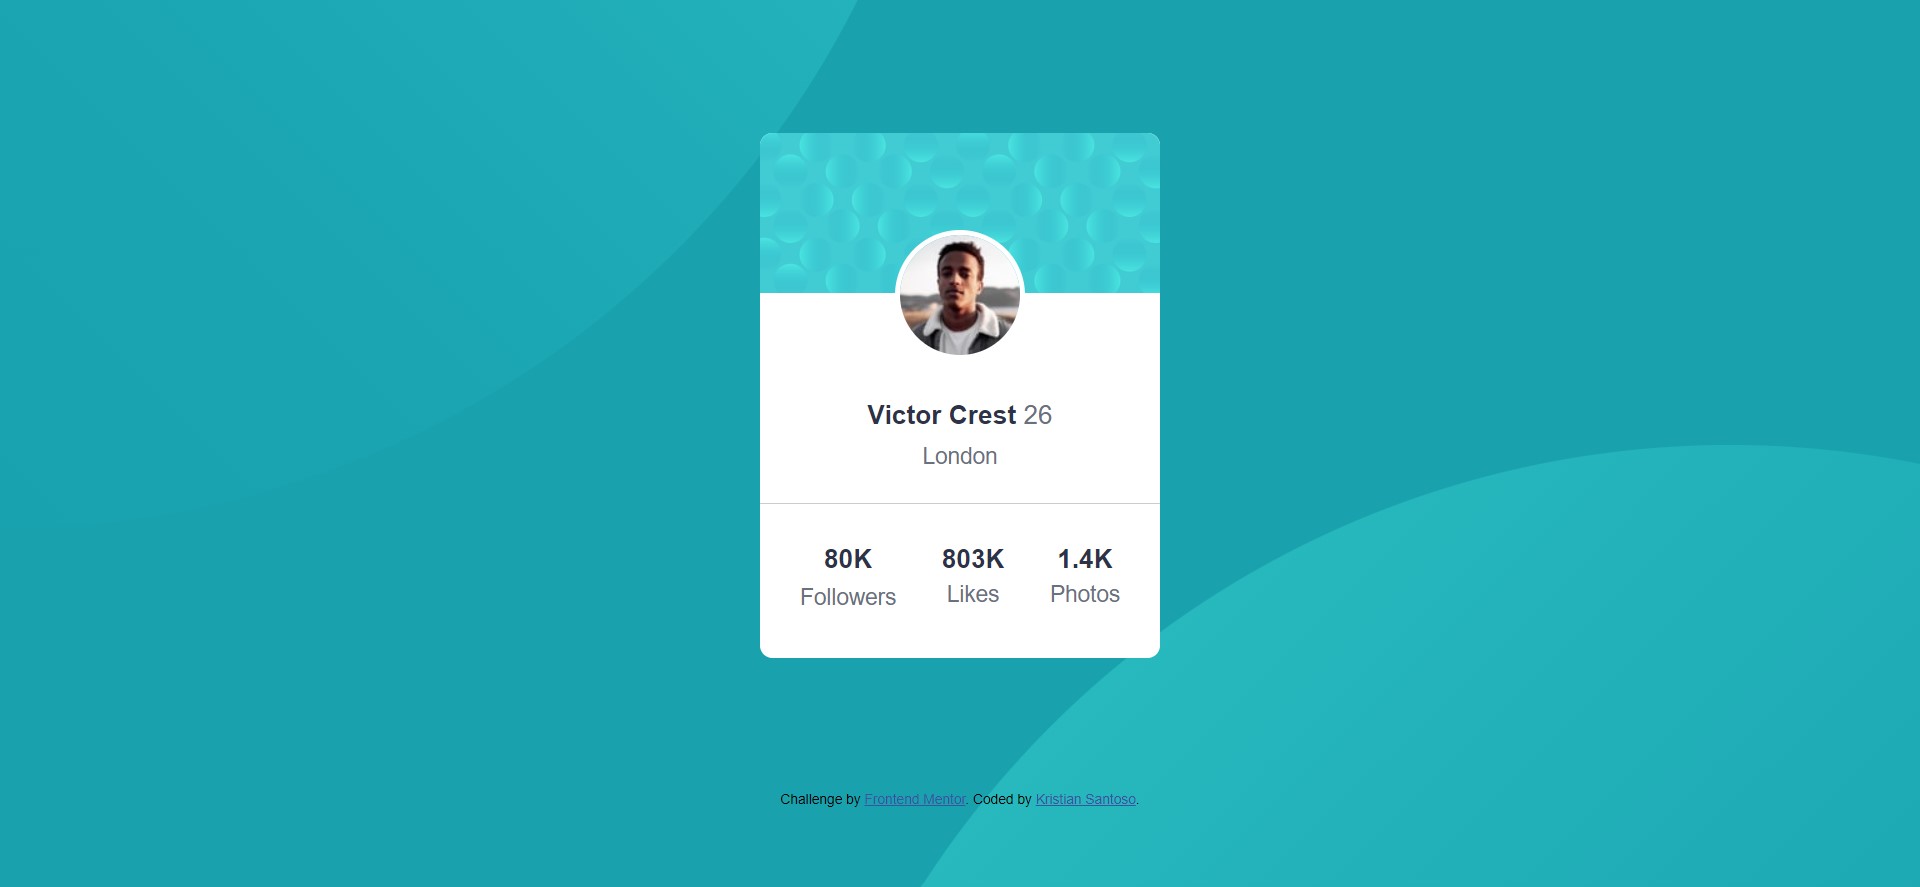 Victor Crest 26
London
80K 803K 1.4K
Followers Likes Photos
Challenge by Frontend Mentor. Coded by Kristian Santoso.